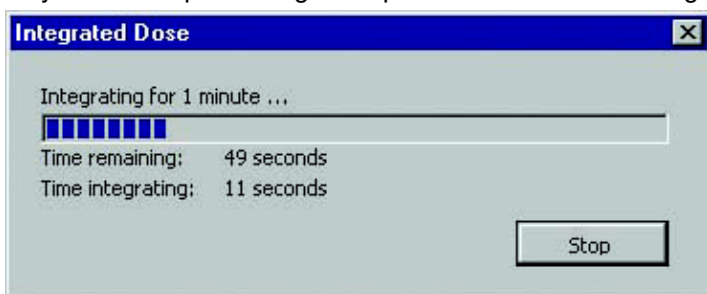 Integrated Dose
Integrating for 1 minute ...
Time remaining: 49 seconds
Time integrating: 11 seconds
Stop